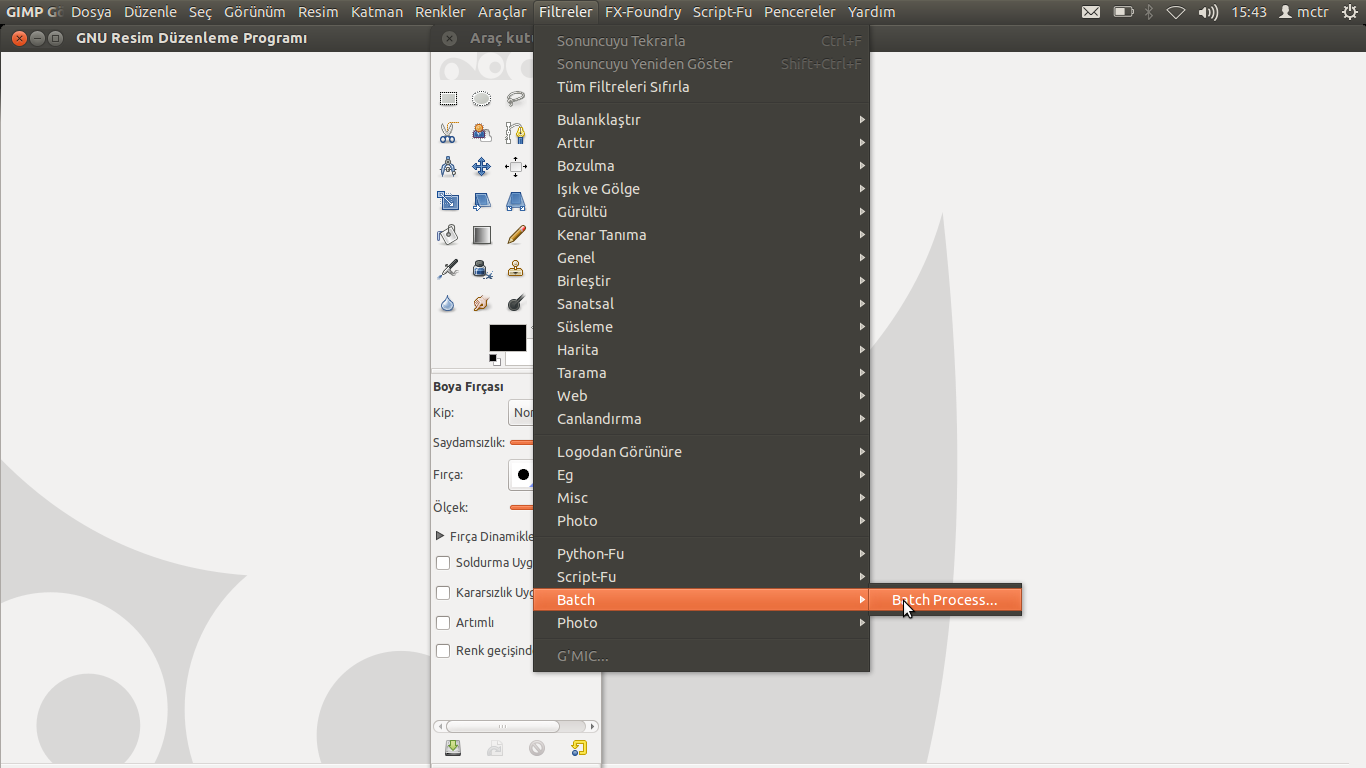 GIMP Dosya Düzenle Seç Görünüm Resim Katman Renkler Araçlar Filtreler FX-Foundry Script-Fu Pencereler Yardım 15:43 mctr
GNU Resim Düzenleme Programı
Araç kutu
Sonuncuyu Tekrarla Ctrl+F
Sonuncuyu Yeniden Göster Shift+Ctrl+F
Tüm Filtreleri Sıfırla
Bulanıklaştır
Arttır
Bozulma
Işık ve Gölge
Gürültü
Kenar Tanıma
Genel
Birleştir
Sanatsal
Süsleme
Harita
Tarama
Web
Canlandırma
Logodan Görünüre
Eg
Misc
Photo
Python-Fu
Script-Fu
Batch
Batch Process...
Photo
G'MIC...
Boya Fırçası
Kip: Nor
Saydamsızlık:
Fırça:
Ölçek:
Fırça Dinamikle
Soldurma Uyg
Kararsızlık Uyg
Artımlı
Renk geçişind